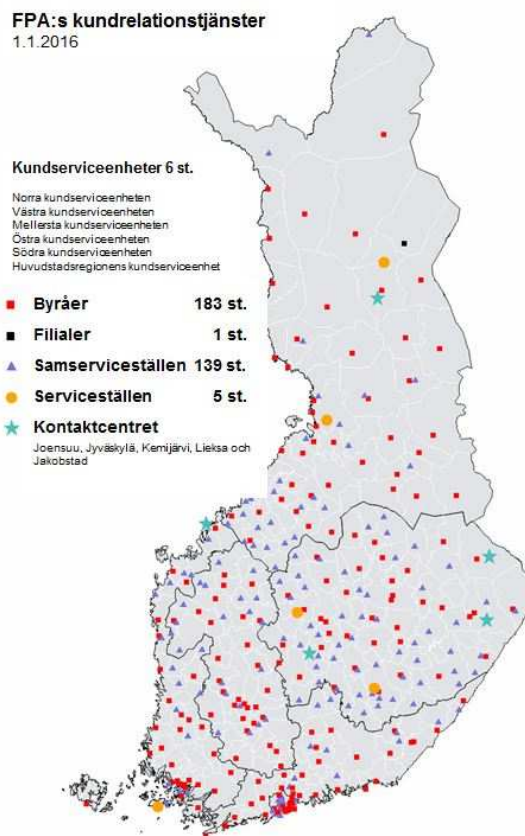 FPA:s kundrelationstjänster
1.1.2016
Kundserviceenheter 6 st.
Norra kundserviceenheten
Västra kundserviceenheten
Mellersta kundserviceenheten
Östra kundserviceenheten
Södra kundserviceenheten
Huvudstadsregionens kundserviceenhet
Byråer 183 st.
Filialer 1 st.
Samserviceställen 139 st.
Serviceställen 5 st.
Kontaktcentret
Joensuu, Jyväskylä, Kemijärvi, Lieksa och
Jakobstad